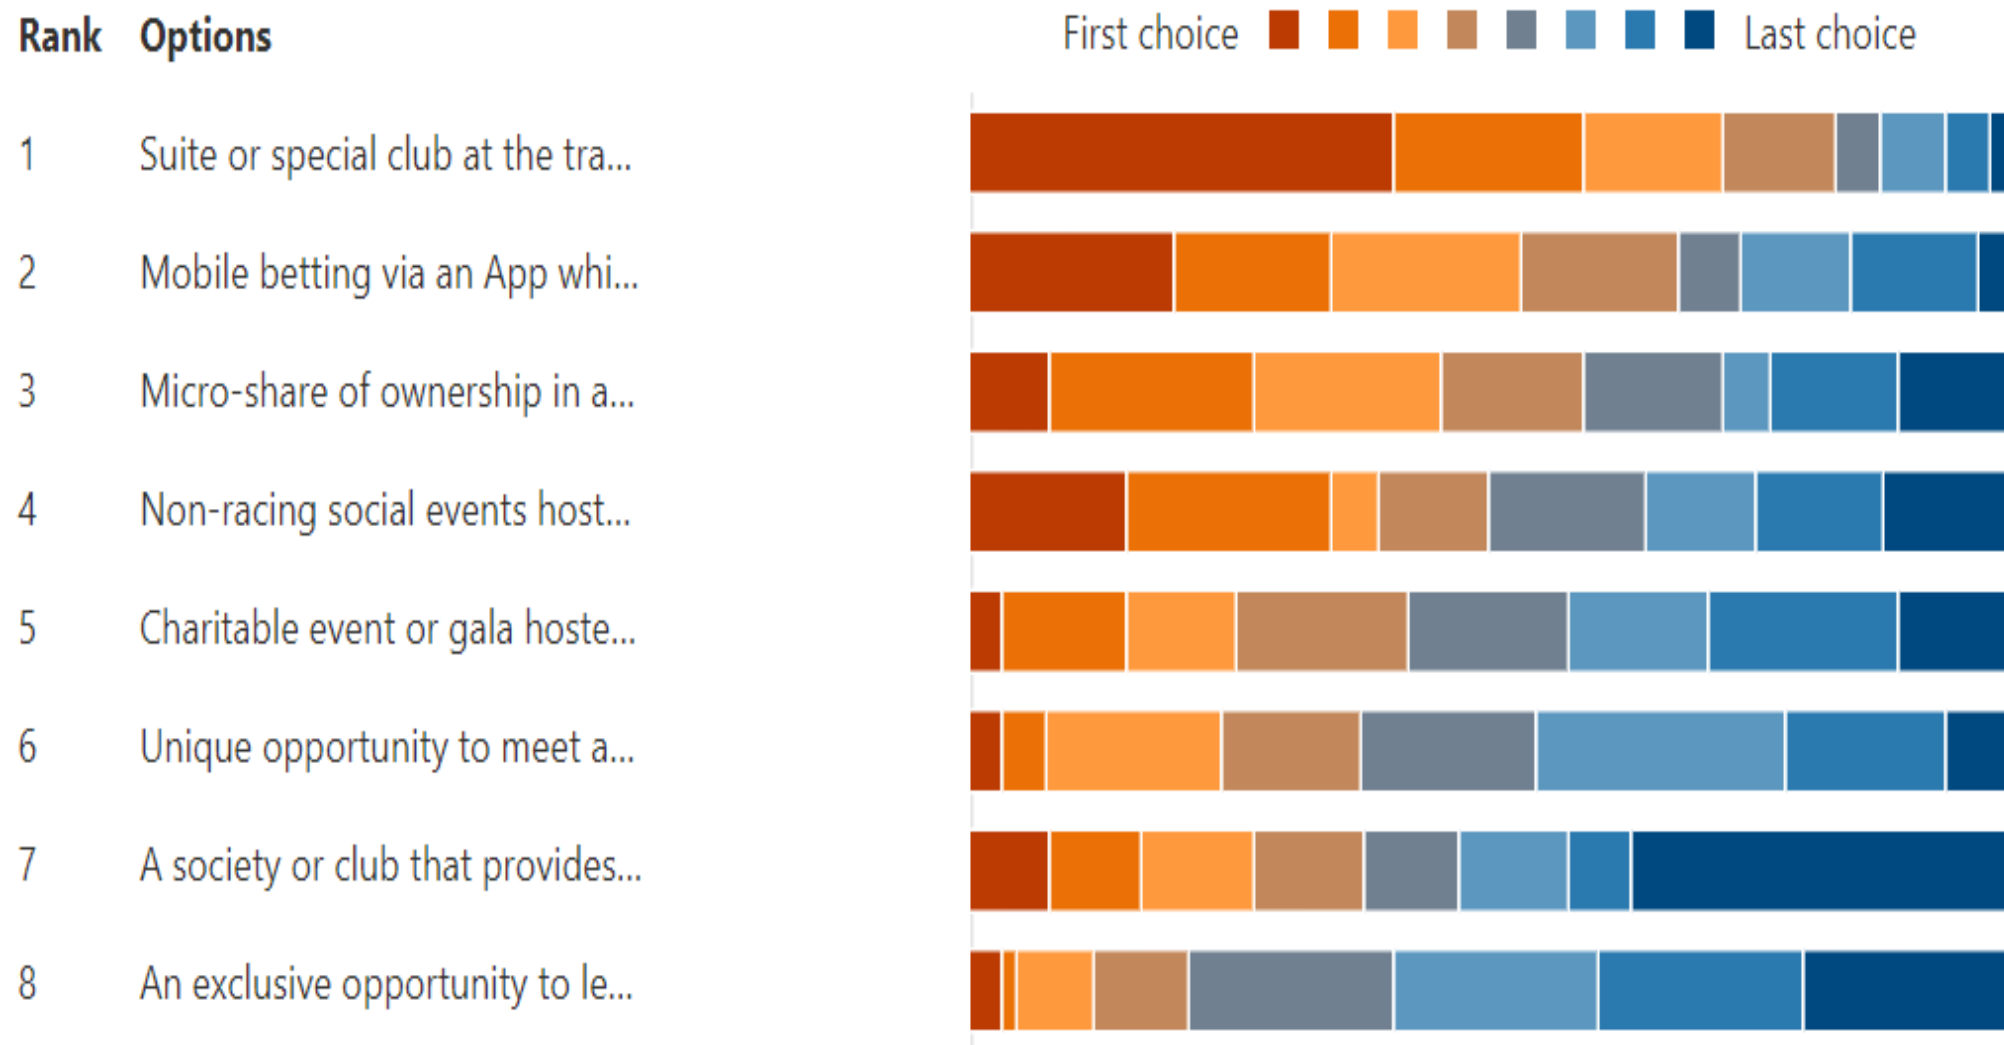 Rank Options First choice Last choice
1 Suite or special club at the tra...
2 Mobile betting via an App whi...
3 Micro-share of ownership in a...
4 Non-racing social events host...
5 Charitable event or gala hoste...
6 Unique opportunity to meet a...
7 A society or club that provides...
8 An exclusive opportunity to le...